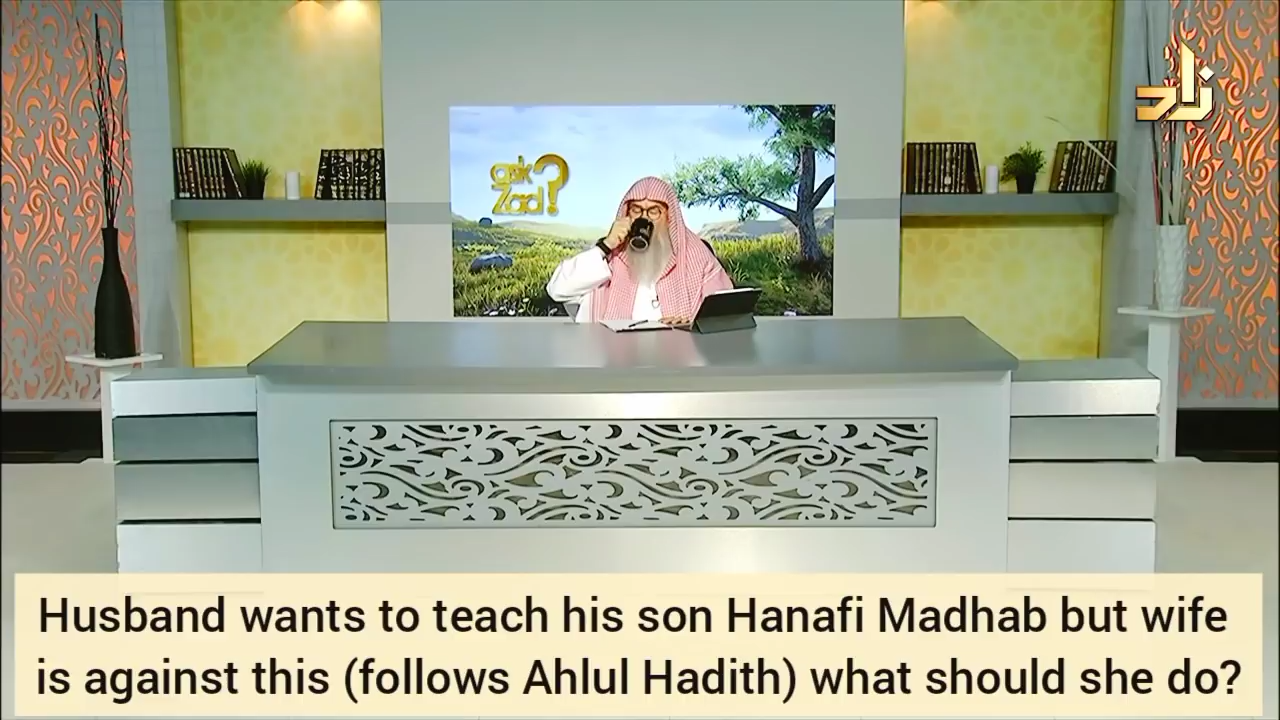 زاد
ask
Zad?
Husband wants to teach his son Hanafi Madhab but wife
is against this (follows Ahlul Hadith) what should she do?